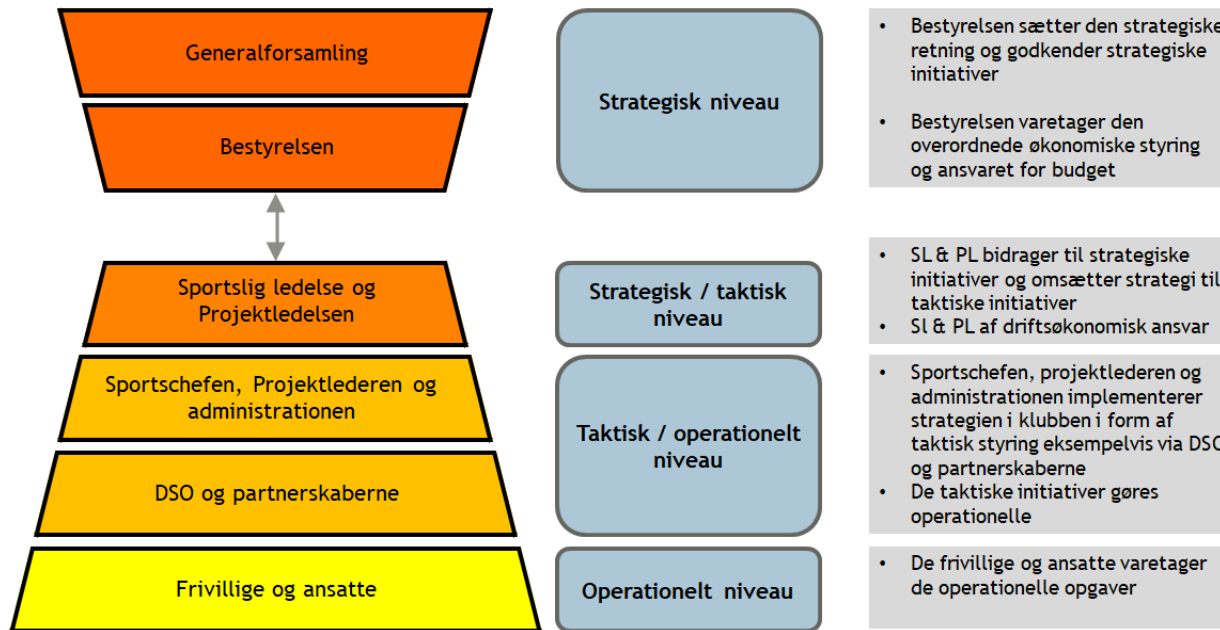 Generalforsamling
Bestyrelsen
Strategisk niveau
• Bestyrelsen sætter den strategiske
retning og godkender strategiske
initiativer
• Bestyrelsen varetager den
overordnede økonomiske styring
og ansvaret for budget
Sportslig ledelse og
Projektledelsen
Strategisk / taktisk
niveau
• SL & PL bidrager til strategiske
initiativer og omsætter strategi til
taktiske initiativer
• Sl & PL af driftsøkonomisk ansvar
Sportschefen, Projektlederen og
administrationen
DSO og partnerskaberne
Taktisk / operationelt
niveau
• Sportschefen, projektlederen og
administrationen implementerer
strategien i klubben i form af
taktisk styring eksempelvis via DSO
og partnerskaberne
• De taktiske initiativer gøres
operationelle
Frivillige og ansatte
Operationelt niveau
• De frivillige og ansatte varetager
de operationelle opgaver